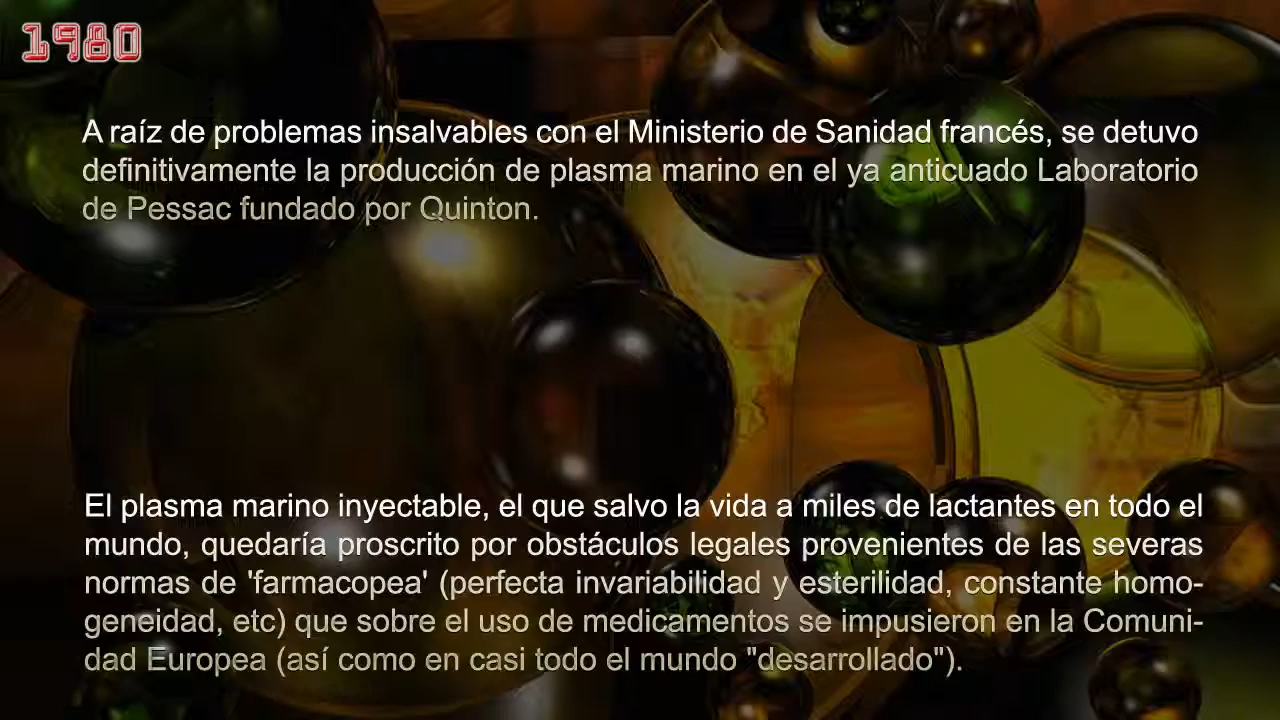 1980
A raíz de problemas insalvables con el Ministerio de Sanidad francés, se detuvo
definitivamente la producción de plasma marino en el ya anticuado Laboratorio
de Pessac fundado por Quinton.
El plasma marino inyectable, el que salvo la vida a miles de lactantes en todo el
mundo, quedaría proscrito por obstáculos legales provenientes de las severas
normas de 'farmacopea' (perfecta invariabilidad y esterilidad, constante homo-
geneidad, etc) que sobre el uso de medicamentos se impusieron en la Comuni-
dad Europea (así como en casi todo el mundo "desarrollado").